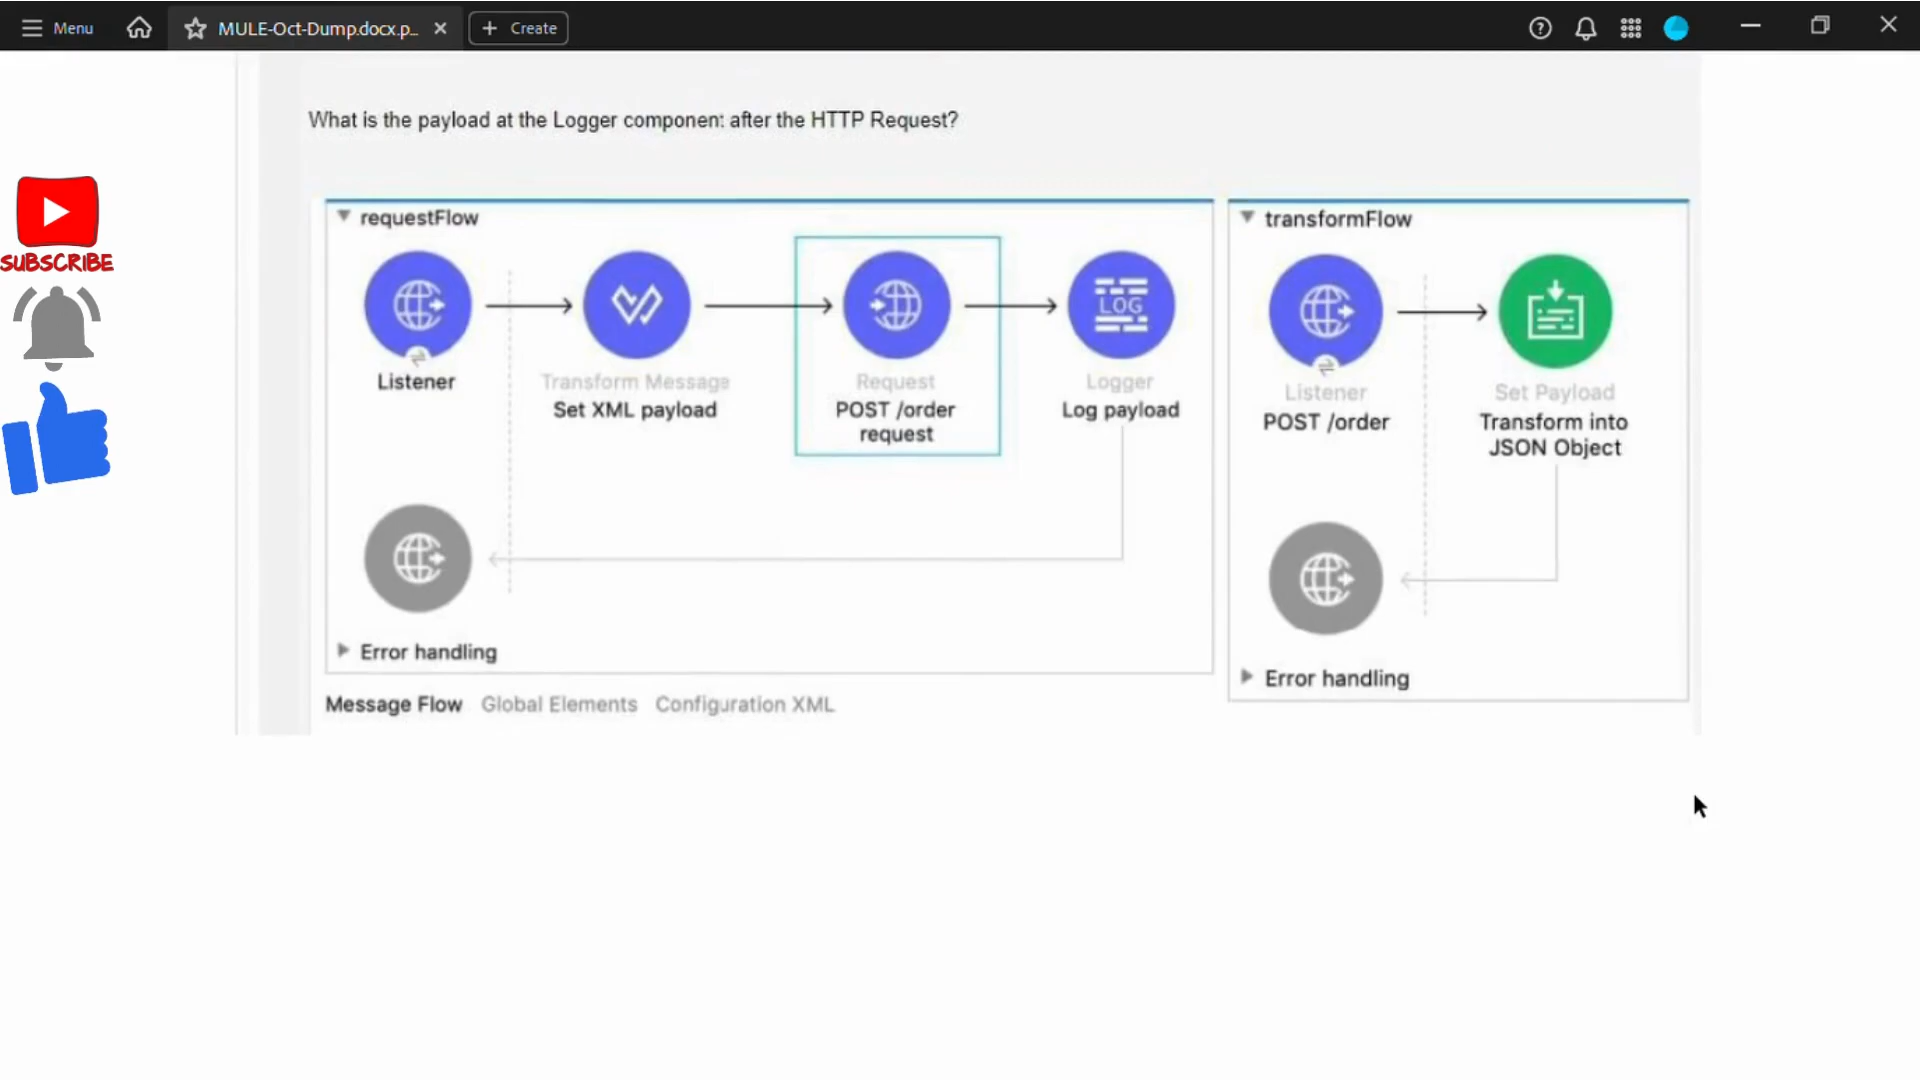 Menu
MULE-Oct-Dump.docx.p...
Create
What is the payload at the Logger component: after the HTTP Request?
SUBSCRIBE
requestFlow
Listener
Transform Message
Set XML payload
Request
POST /order
request
LOG
Logger
Log payload
Error handling
transformFlow
Listener
POST /order
Set Payload
Transform into
JSON Object
Error handling
Message Flow Global Elements Configuration XML